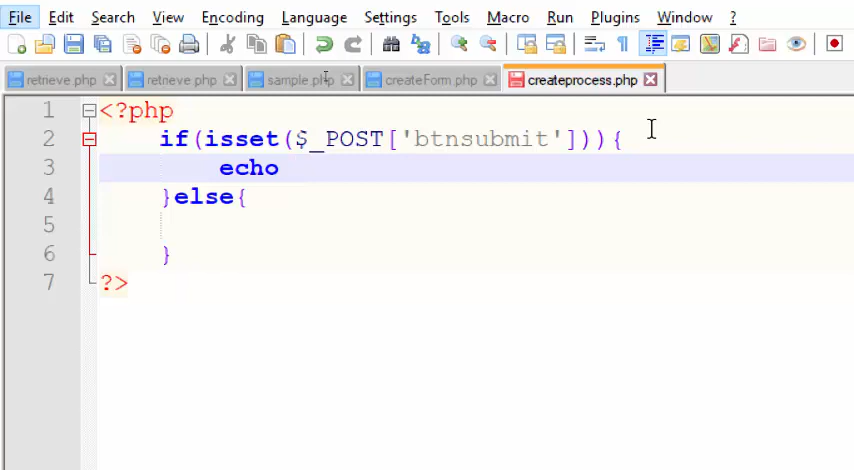 File Edit Search View Encoding Language Settings Tools Macro Run Plugins Window ?
retrieve.php retrieve.php sample.php createForm.php createprocess.php
1 <?php
2 if(isset($_POST['btnsubmit'])){
3 echo
4 }else{
5
6 }
7 ?>